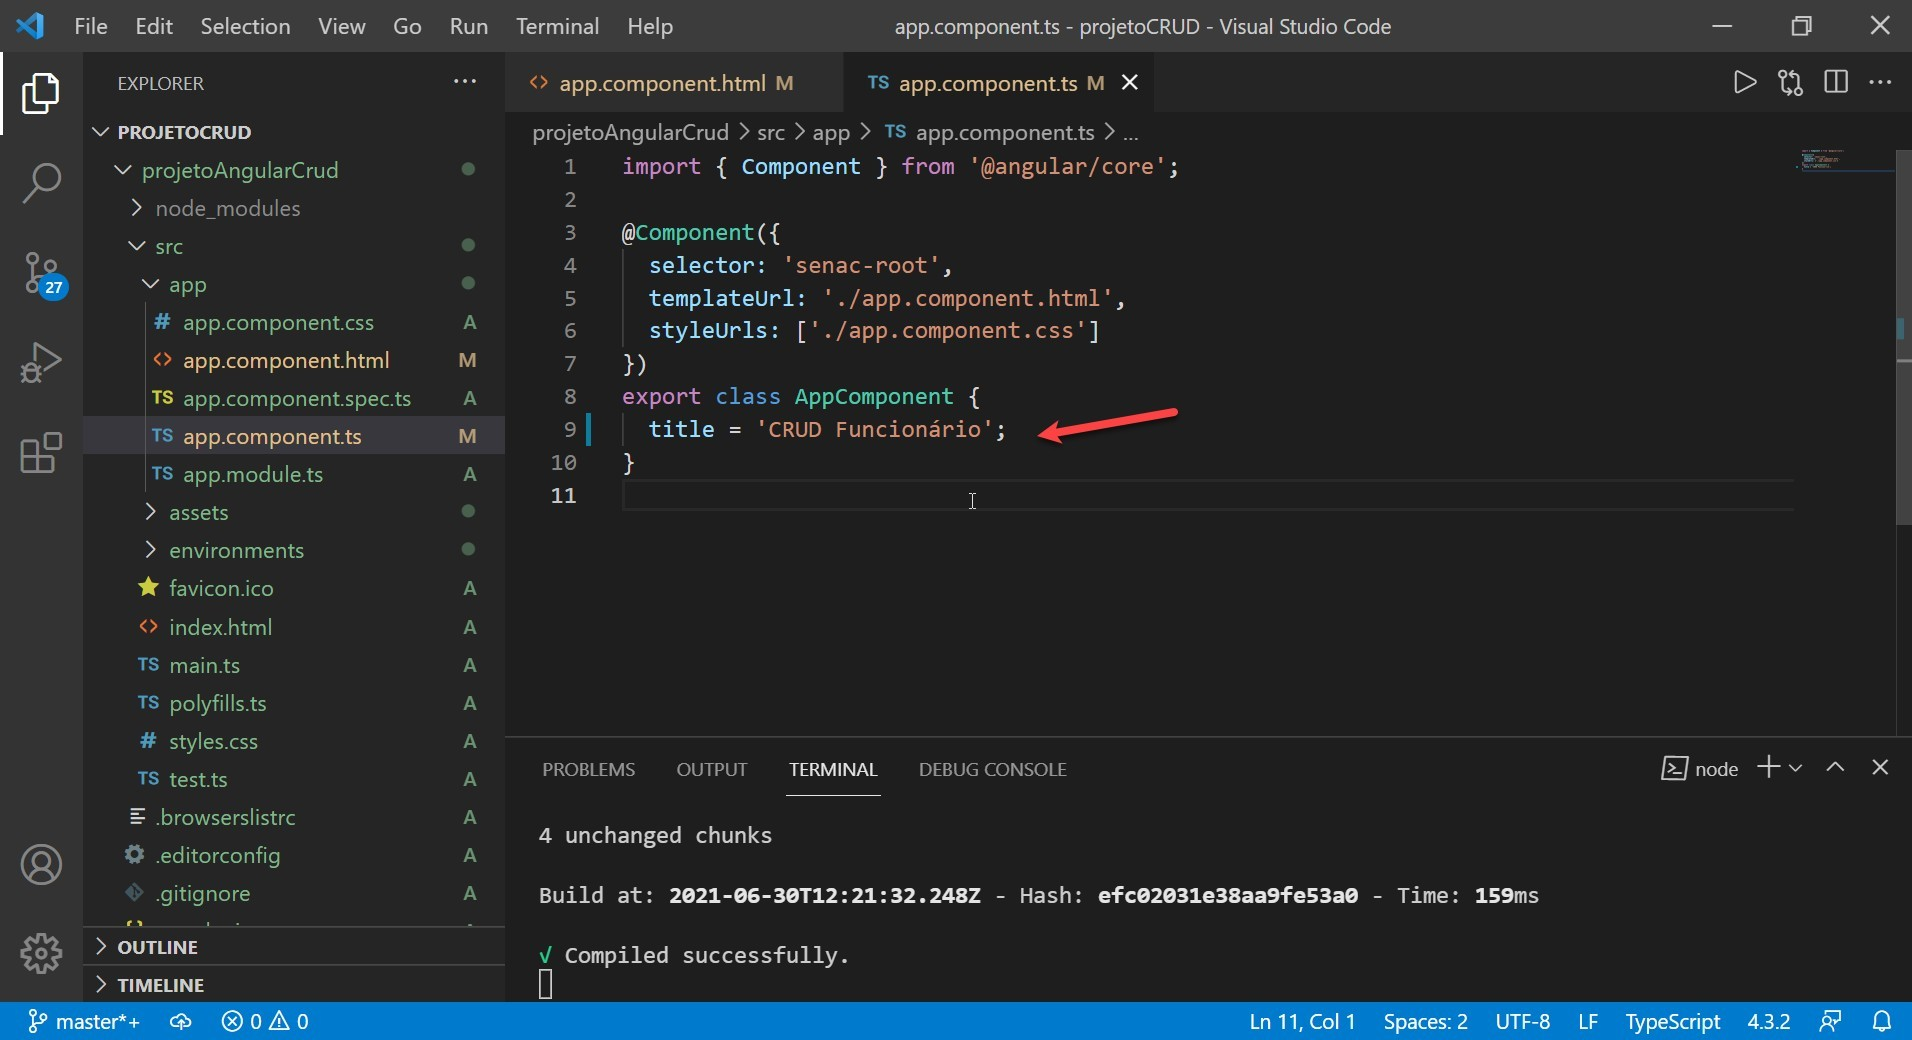 File Edit Selection View Go Run Terminal Help app.component.ts - projetoCRUD - Visual Studio Code
EXPLORER
PROJETOCRUD
projetoAngularCrud
node_modules
src
app
app.component.css A
app.component.html M
app.component.spec.ts A
app.component.ts M
app.module.ts A
assets
environments
favicon.ico A
index.html A
main.ts A
polyfills.ts A
styles.css A
test.ts A
.browserslistrc A
.editorconfig A
.gitignore A
OUTLINE
TIMELINE
27
app.component.html M
TS app.component.ts M
projetoAngularCrud > src > app > TS app.component.ts > ...
1 import { Component } from '@angular/core';
2
3 @Component({
4 selector: 'senac-root',
5 templateUrl: './app.component.html',
6 styleUrls: ['./app.component.css']
7 })
8 export class AppComponent {
9 title = 'CRUD Funcionário';
10 }
11
PROBLEMS OUTPUT TERMINAL DEBUG CONSOLE node
4 unchanged chunks
Build at: 2021-06-30T12:21:32.248Z - Hash: efc02031e38aa9fe53a0 - Time: 159ms
√ Compiled successfully.
master*+ 0 0 Ln 11, Col 1 Spaces: 2 UTF-8 LF TypeScript 4.3.2